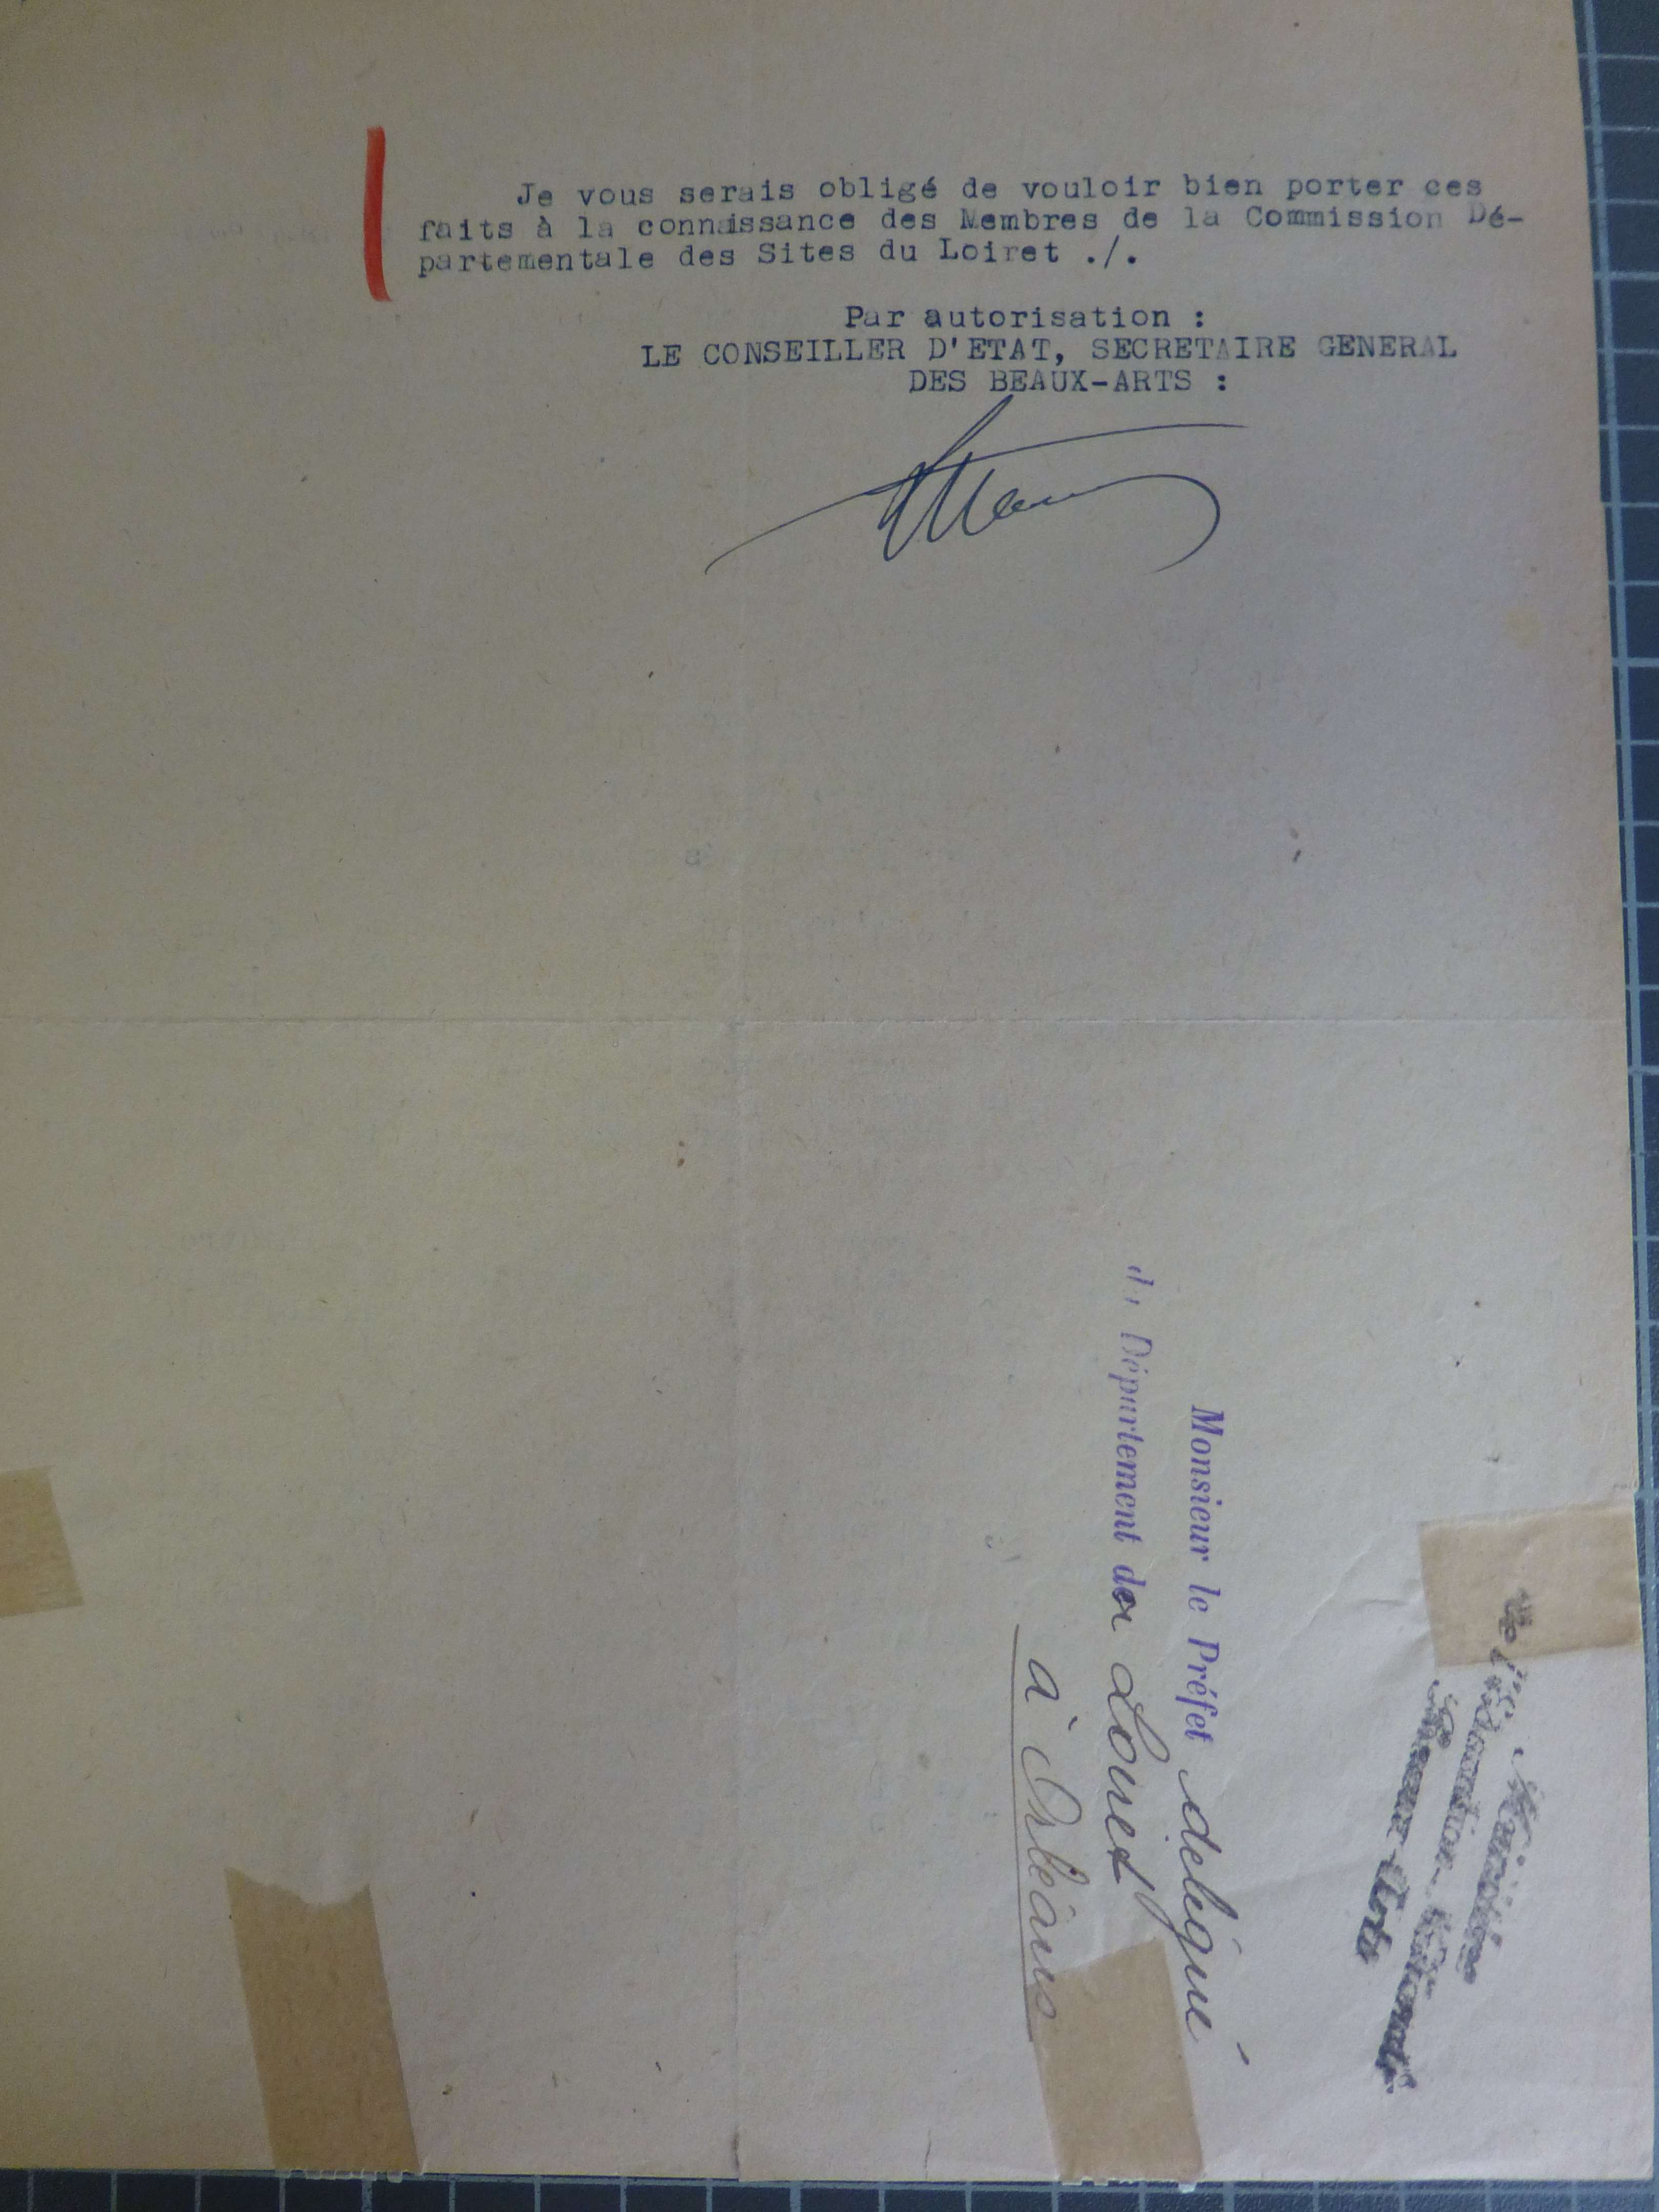 Je vous serais obligé de vouloir bien porter ces
faits à la connaissance des Membres de la Commission Dé-
partementale des Sites du Loiret ./.
Par autorisation :
LE CONSEILLER D'ETAT, SECRETAIRE GENERAL
DES BEAUX-ARTS :
Monsieur le Préfet délégué
Département du Loiret
à Orléans
Beaux-Arts